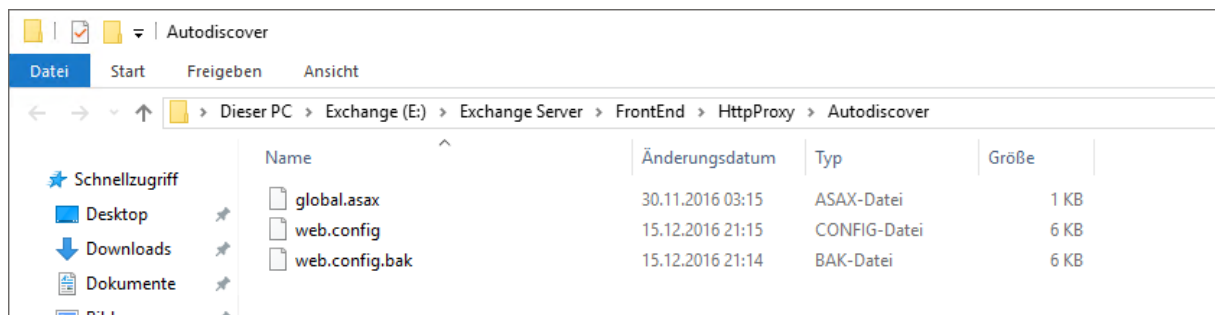 Autodiscover
Datei Start Freigeben Ansicht
Dieser PC > Exchange (E:) > Exchange Server > FrontEnd > HttpProxy > Autodiscover
Name Änderungsdatum Typ Größe
Schnellzugriff
global.asax 30.11.2016 03:15 ASAX-Datei 1 KB
Desktop
web.config 15.12.2016 21:15 CONFIG-Datei 6 KB
Downloads
web.config.bak 15.12.2016 21:14 BAK-Datei 6 KB
Dokumente